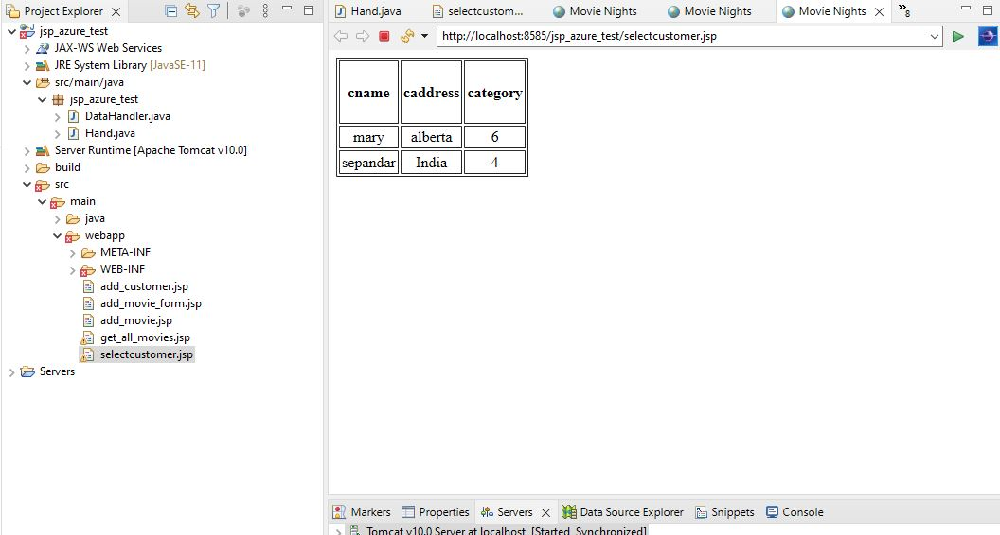 Project Explorer
jsp_azure_test
JAX-WS Web Services
JRE System Library [JavaSE-11]
src/main/java
jsp_azure_test
DataHandler.java
Hand.java
Server Runtime [Apache Tomcat v10.0]
build
src
main
java
webapp
META-INF
WEB-INF
add_customer.jsp
add_movie_form.jsp
add_movie.jsp
get_all_movies.jsp
selectcustomer.jsp
Servers
Hand.java selectcustom... Movie Nights Movie Nights Movie Nights 8
http://localhost:8585/jsp_azure_test/selectcustomer.jsp
cname caddress category
mary alberta 6
sepandar India 4
Markers Properties Servers Data Source Explorer Snippets Console
Tomcat v10.0 Server at localhost [Started, Synchronized]